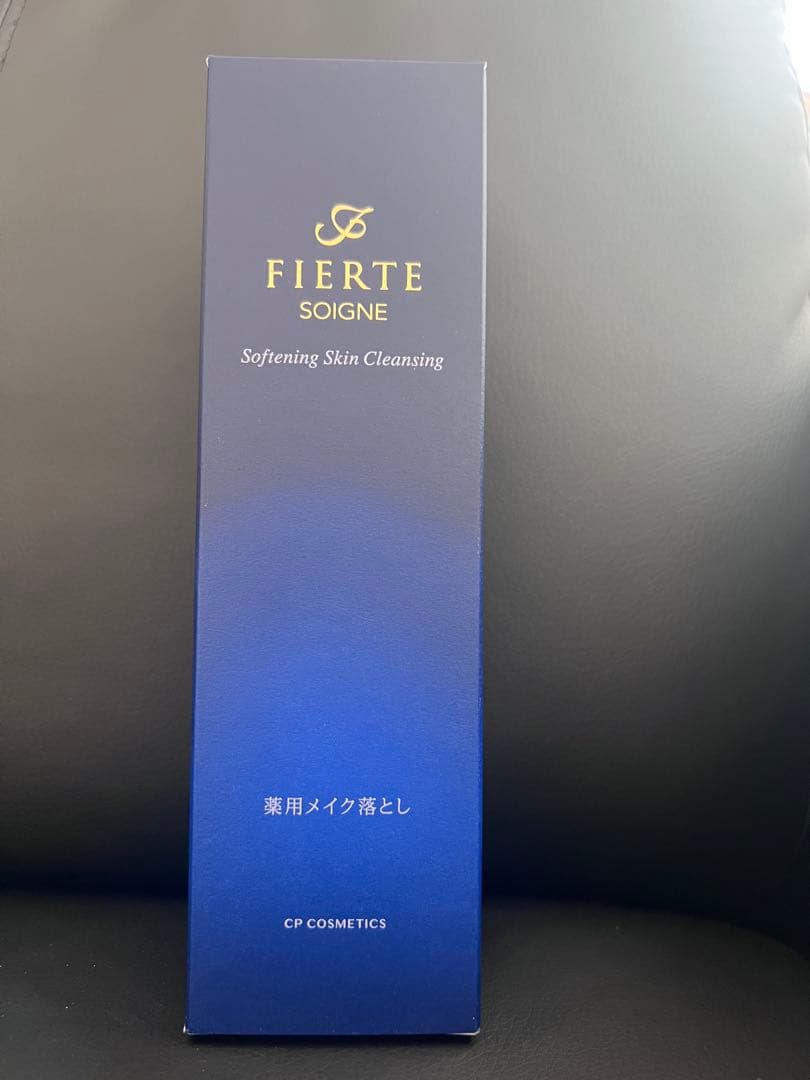 FIERTE
SOIGNE
Softening Skin Cleansing
薬用メイク落とし
CP COSMETICS